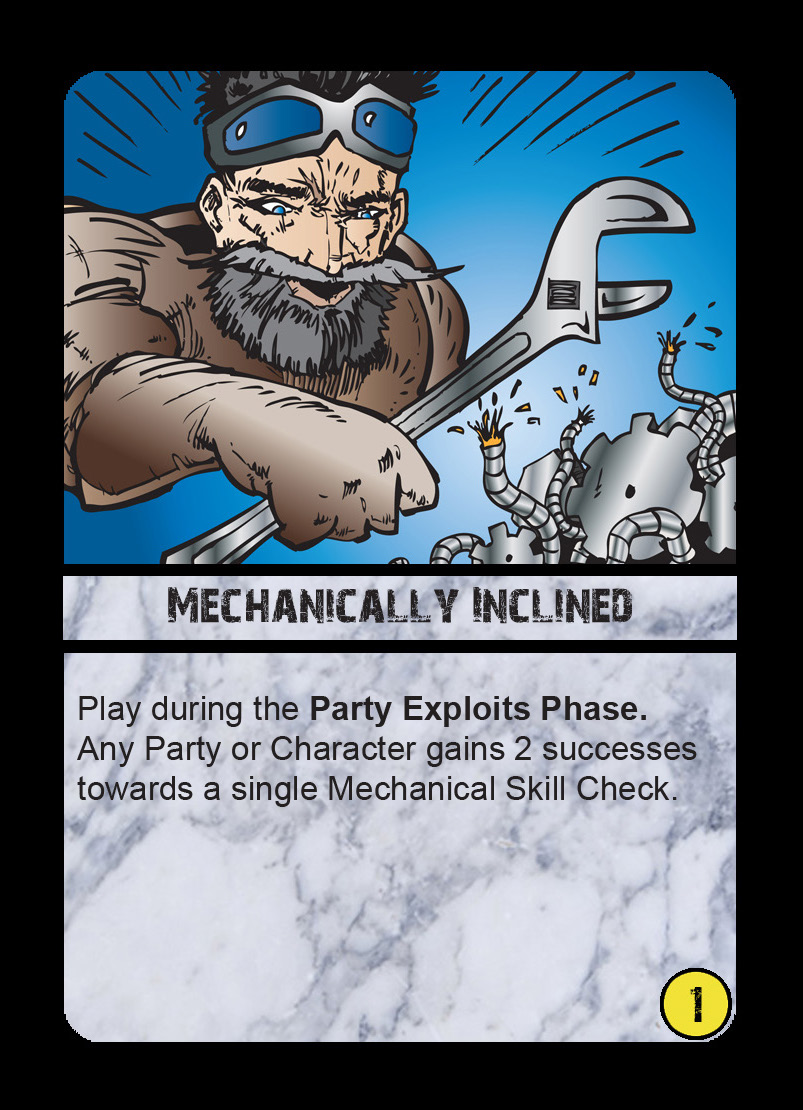 MECHANICALLY INCLINED
Play during the Party Exploits Phase.
Any Party or Character gains 2 successes
towards a single Mechanical Skill Check.
1